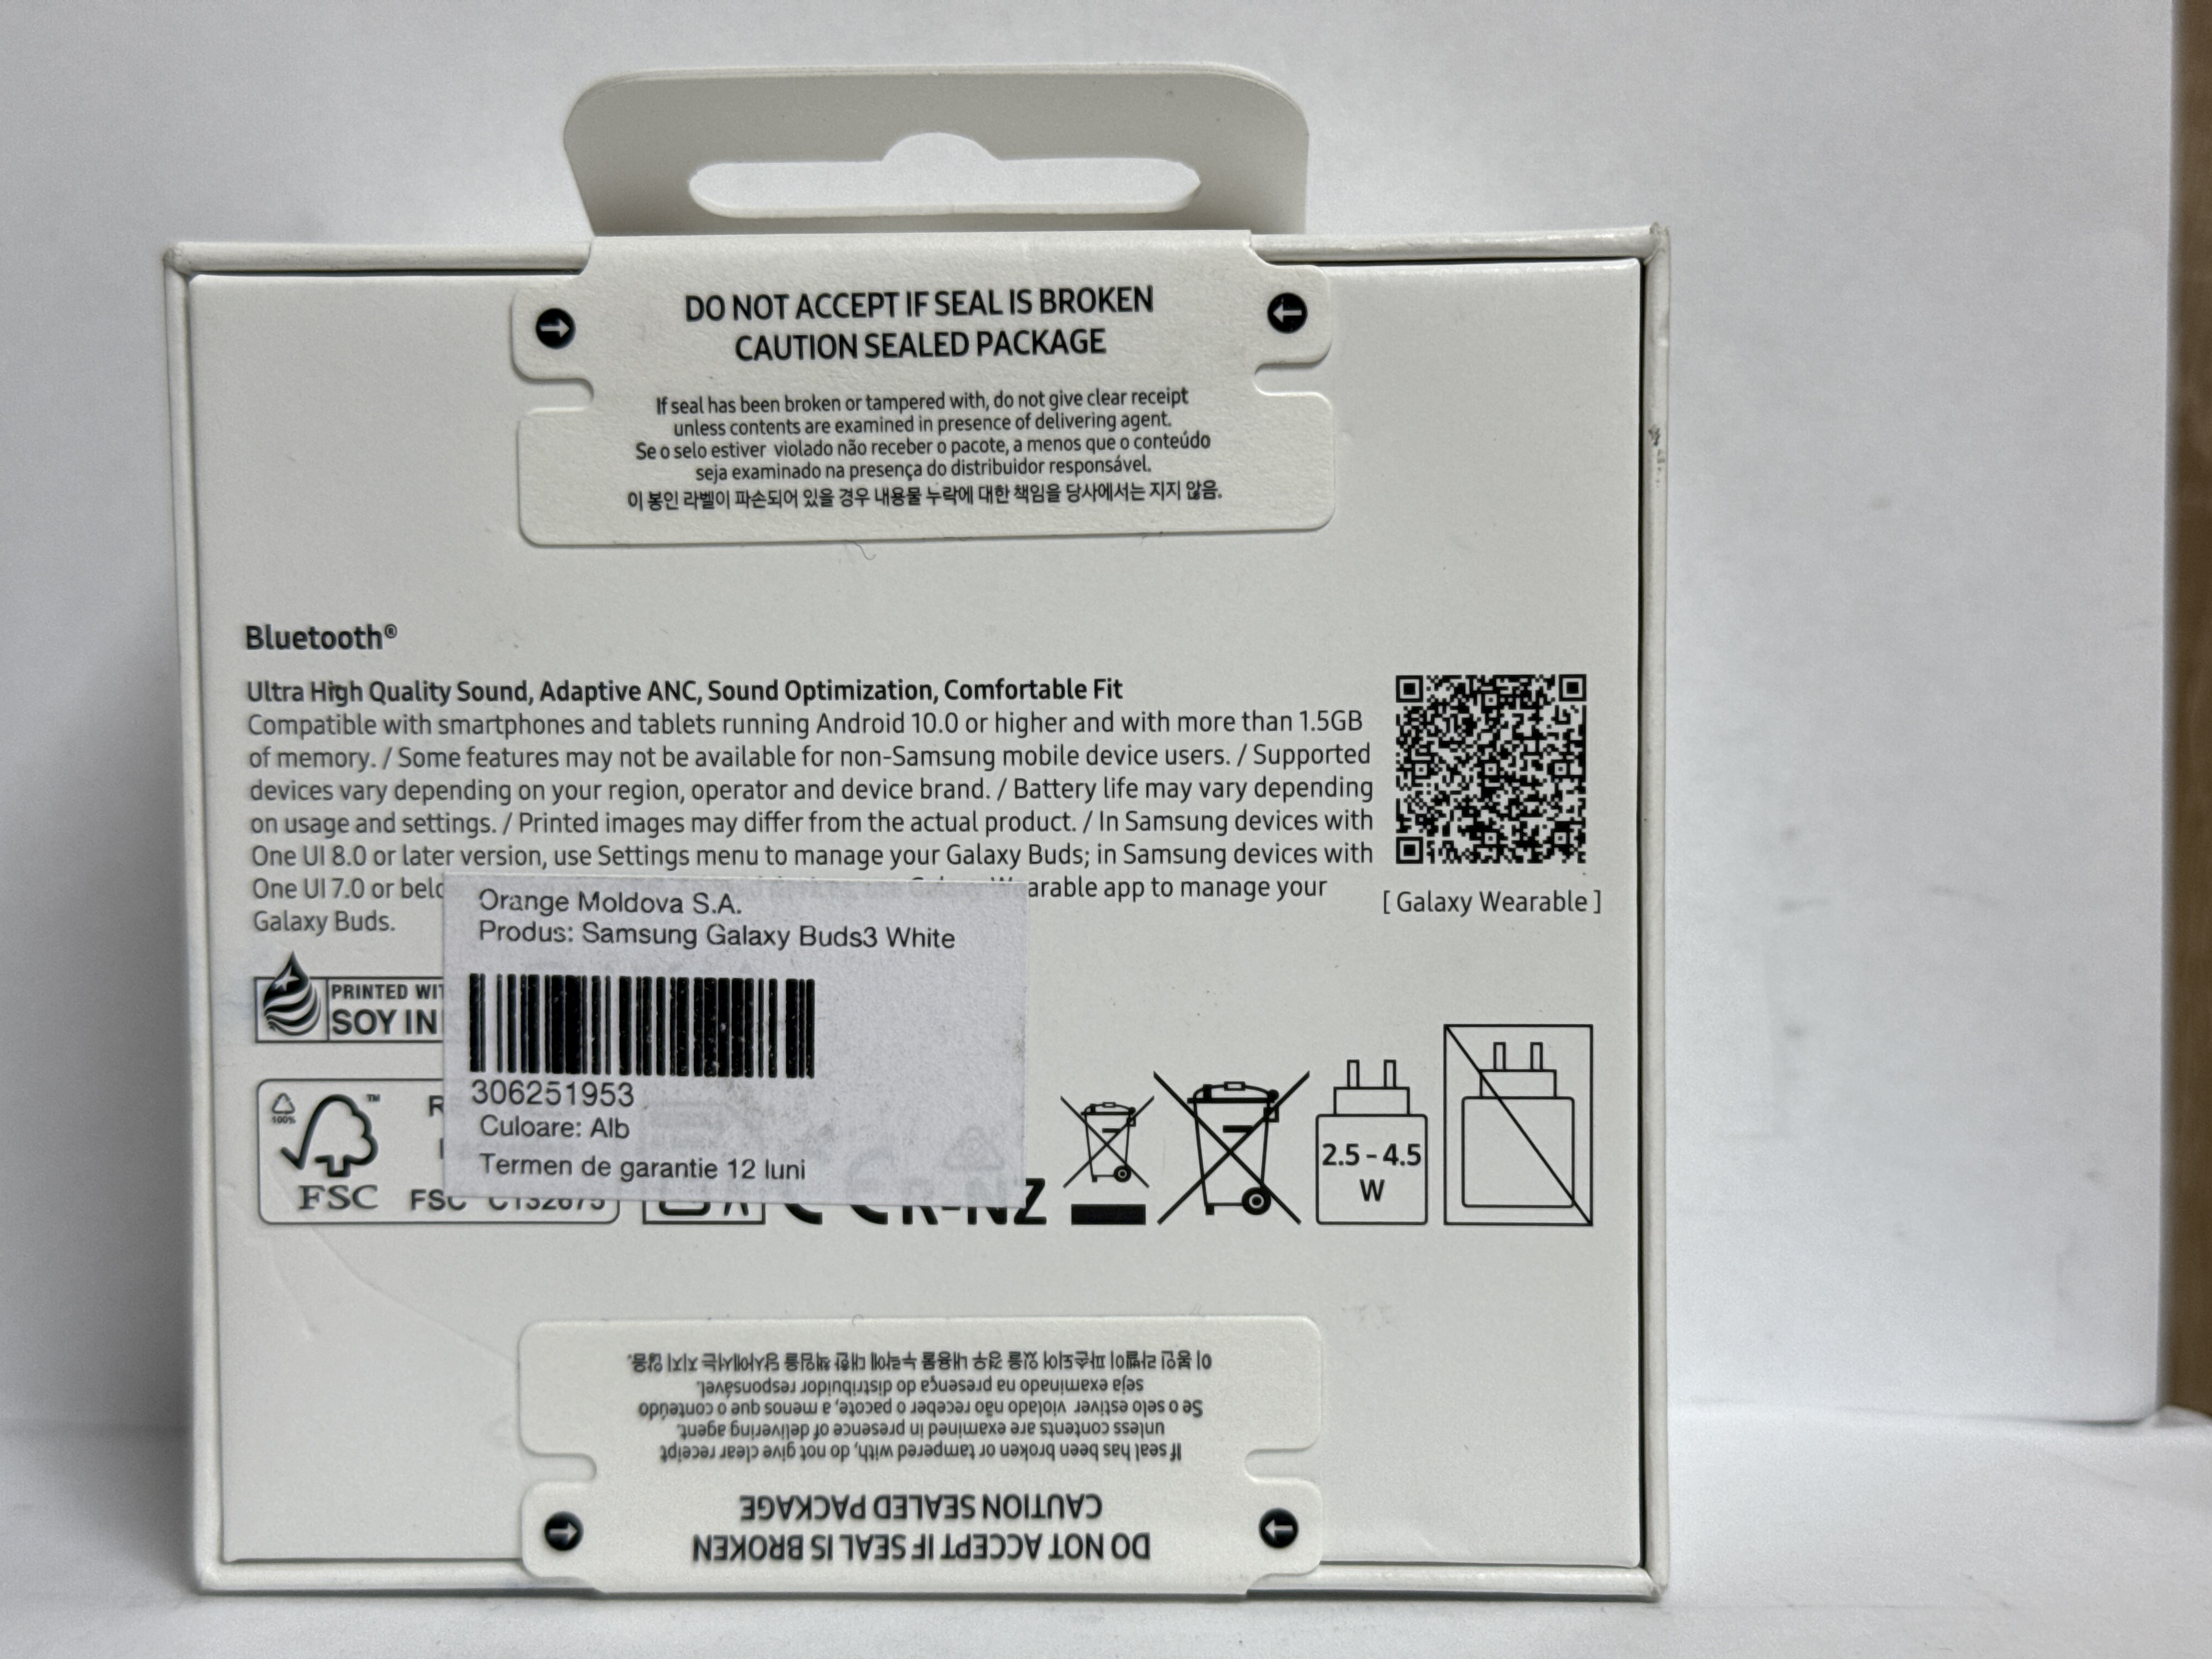 DO NOT ACCEPT IF SEAL IS BROKEN
CAUTION SEALED PACKAGE
If seal has been broken or tampered with, do not give clear receipt
unless contents are examined in presence of delivering agent.
Se o selo estiver violado não receber o pacote, a menos que o conteúdo
seja examinado na presença do distribuidor responsável.
이 봉인 라벨이 파손되어 있을 경우 내용물 누락에 대한 책임을 당사에서는 지지 않음.
Bluetooth®
Ultra High Quality Sound, Adaptive ANC, Sound Optimization, Comfortable Fit
Compatible with smartphones and tablets running Android 10.0 or higher and with more than 1.5GB
of memory. / Some features may not be available for non-Samsung mobile device users. / Supported
devices vary depending on your region, operator and device brand. / Battery life may vary depending
on usage and settings. / Printed images may differ from the actual product. / In Samsung devices with
One UI 8.0 or later version, use Settings menu to manage your Galaxy Buds; in Samsung devices with
One UI 7.0 or app to manage your
Galaxy Buds.
[ Galaxy Wearable ]
Orange Moldova S.A.
Produs: Samsung Galaxy Buds3 White
306251953
Culoare: Alb
Termen de garantie 12 luni
PRINTED
SOY
100%
™
FSC
FSC C132675
2.5 - 4.5
W
이 봉인 라벨이 파손되어 있을 경우 내용물 누락에 대한 책임을 당사에서는 지지 않음.
seja examinado na presença do distribuidor responsável.
Se o selo estiver violado não receber o pacote, a menos que o conteúdo
unless contents are examined in presence of delivering agent.
If seal has been broken or tampered with, do not give clear receipt
CAUTION SEALED PACKAGE
DO NOT ACCEPT IF SEAL IS BROKEN